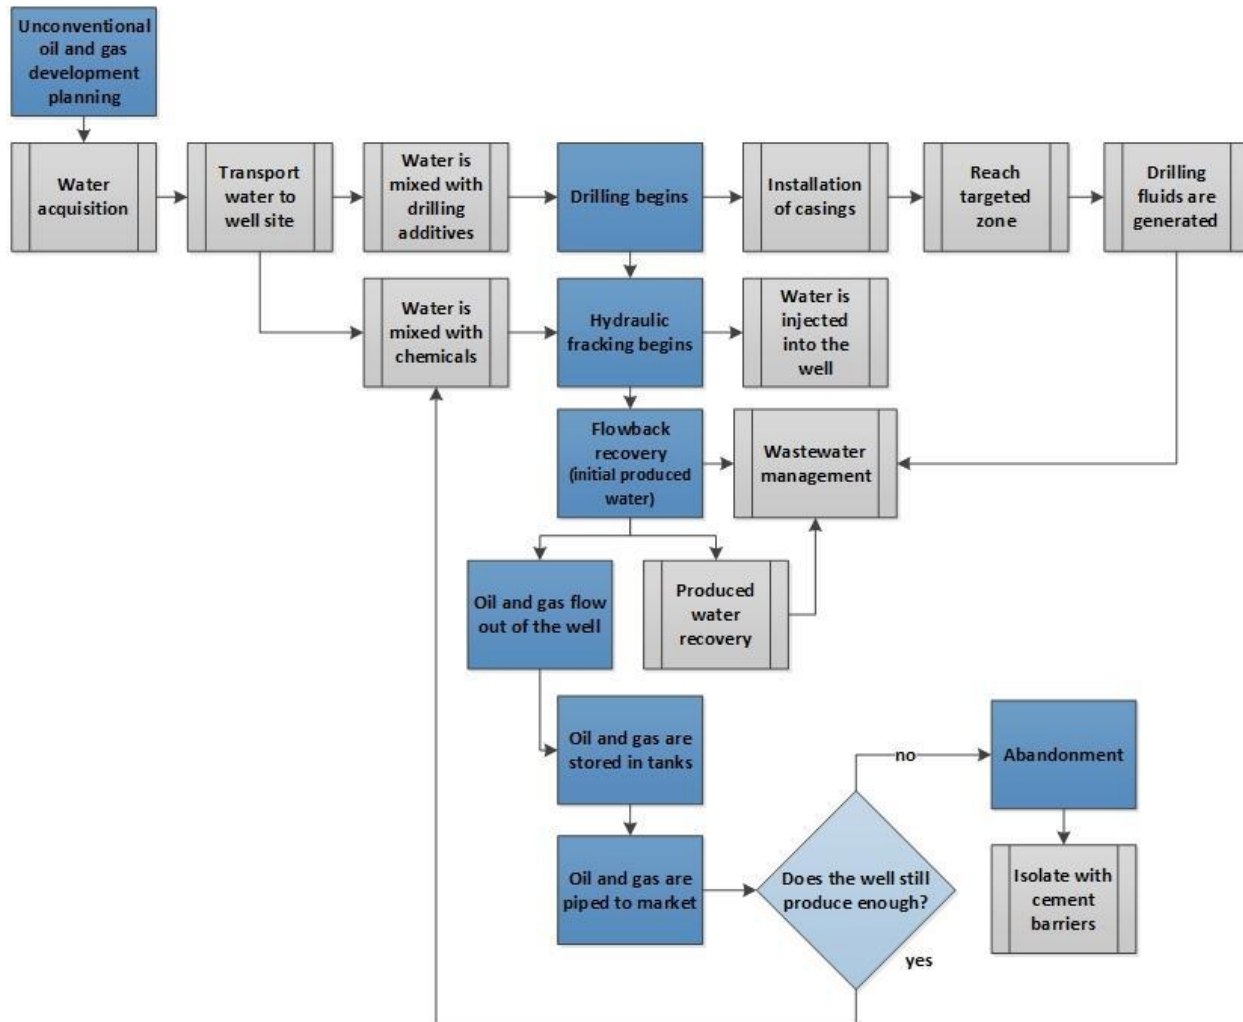 Unconventional
oil and gas
development
planning
Water
acquisition
Transport
water to
well site
Water is
mixed with
drilling
additives
Drilling begins
Installation
of casings
Reach
targeted
zone
Drilling
fluids are
generated
Water is
mixed with
chemicals
Hydraulic
fracking begins
Water is
injected
into the
well
Flowback
recovery
(initial produced
water)
Wastewater
management
Oil and gas flow
out of the well
Produced
water
recovery
Oil and gas are
stored in tanks
no
Abandonment
Oil and gas are
piped to market
Does the well still
produce enough?
Isolate with
cement
barriers
yes